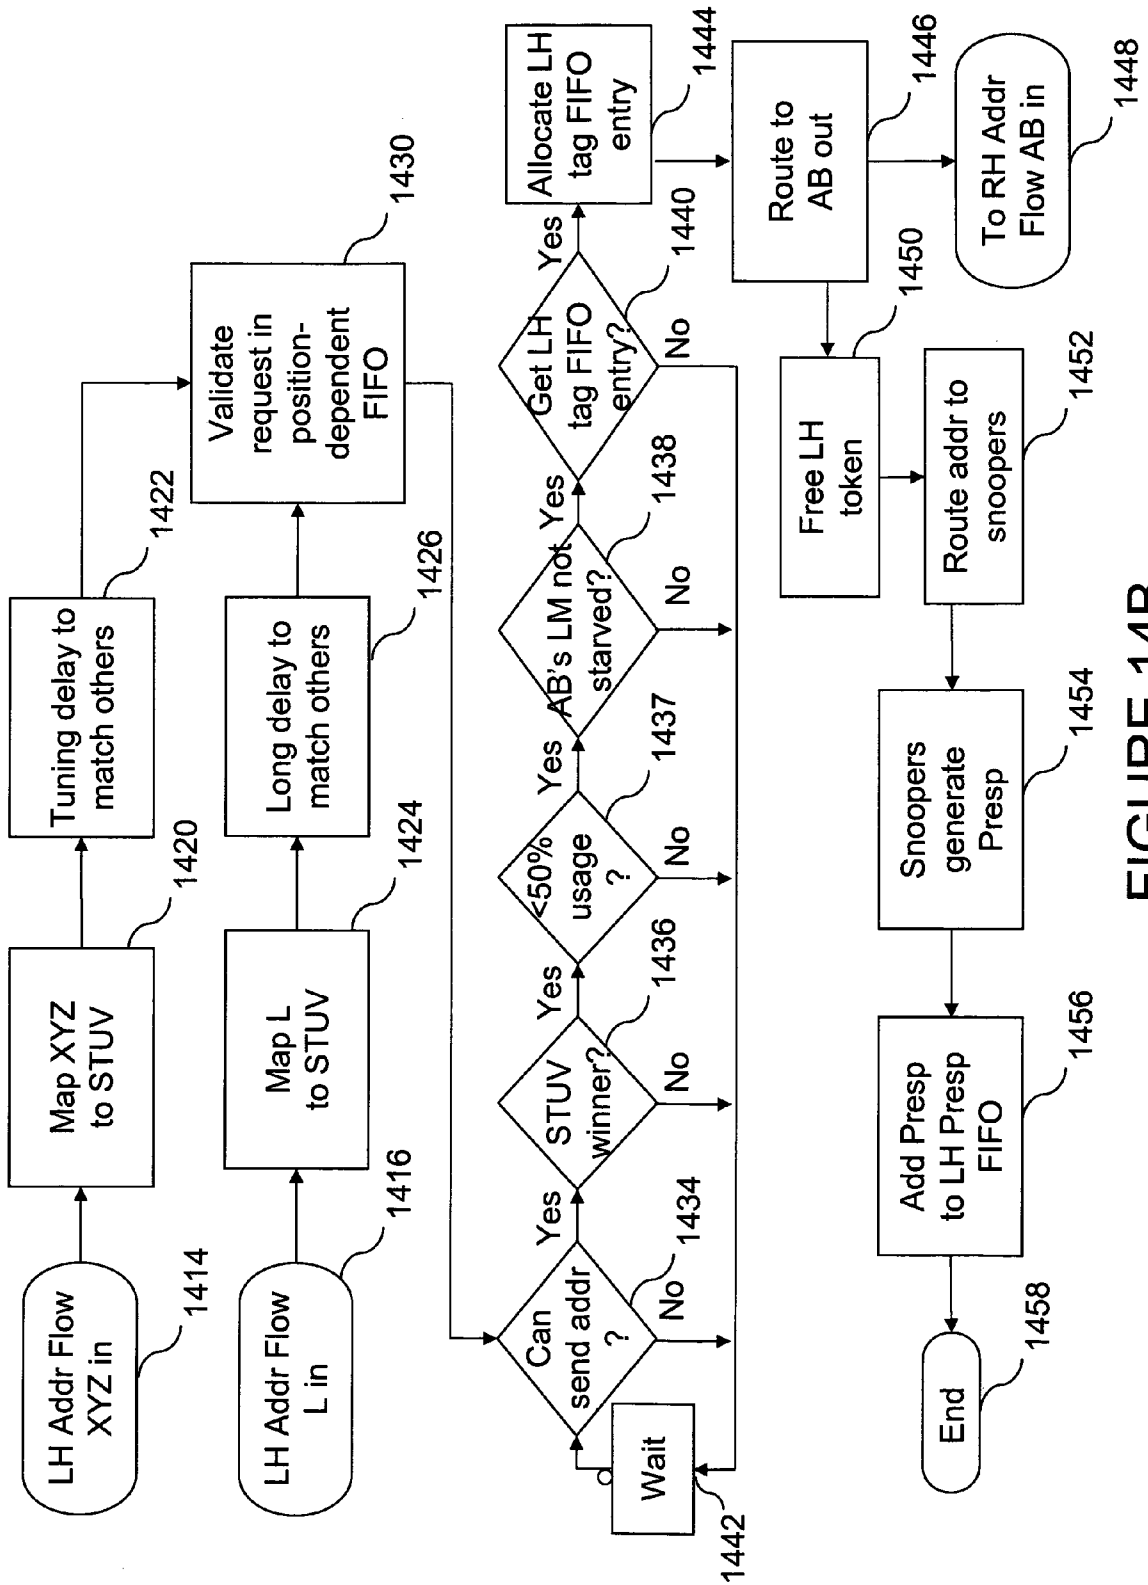 LH Addr Flow
XYZ in
1414
Map XYZ
to STUV
1420
Tuning delay to
match others
1422
LH Addr Flow
L in
1416
Map L
to STUV
1424
Long delay to
match others
1426
Validate
request in
position-
dependent
FIFO
1430
Can
send addr
?
1434
Yes
No
STUV
winner?
1436
Yes
No
<50%
usage
?
1437
Yes
No
AB's LM not
starved?
1438
Yes
No
Get LH
tag FIFO
entry?
1440
Yes
No
Wait
1442
Allocate LH
tag FIFO
entry
1444
Route to
AB out
1446
To RH Addr
Flow AB in
1448
Free LH
token
1450
Route addr to
snoopers
1452
Snoopers
generate
Presp
1454
Add Presp
to LH Presp
FIFO
1456
End
1458
FIGURE 14B